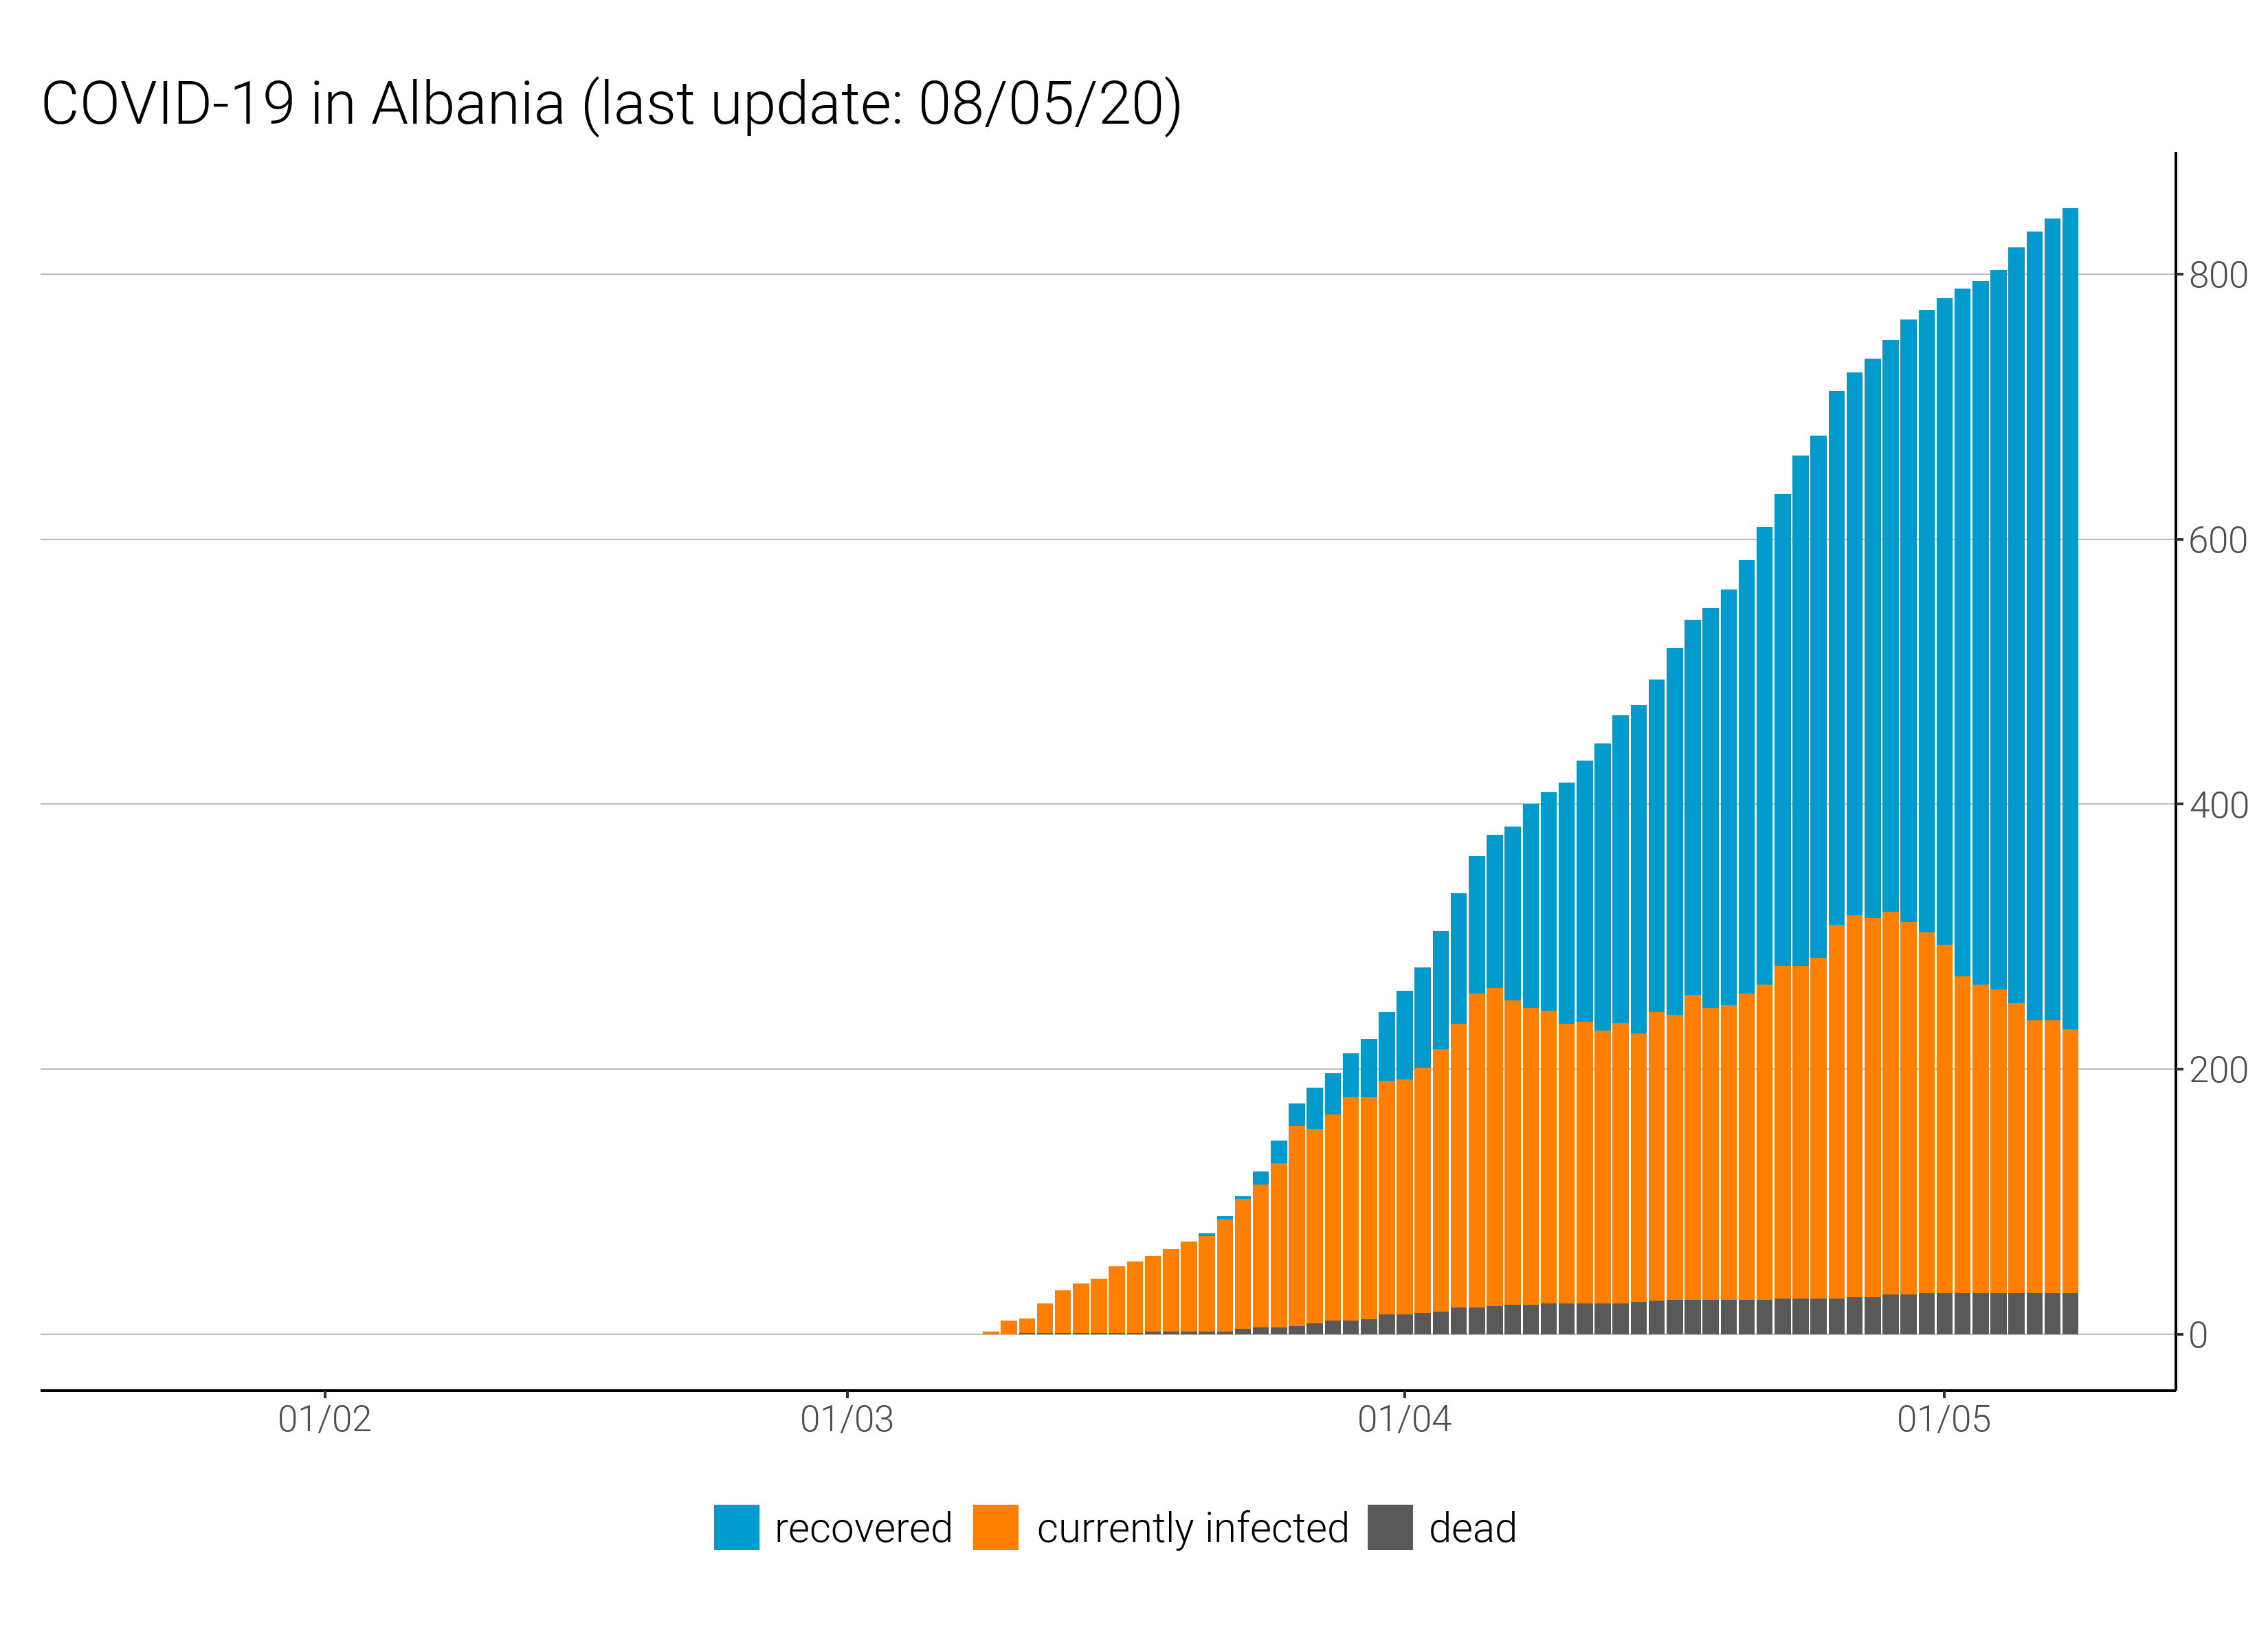 COVID-19 in Albania (last update: 08/05/20)
800
600
400
200
0
01/02 01/03 01/04 01/05
recovered currently infected dead